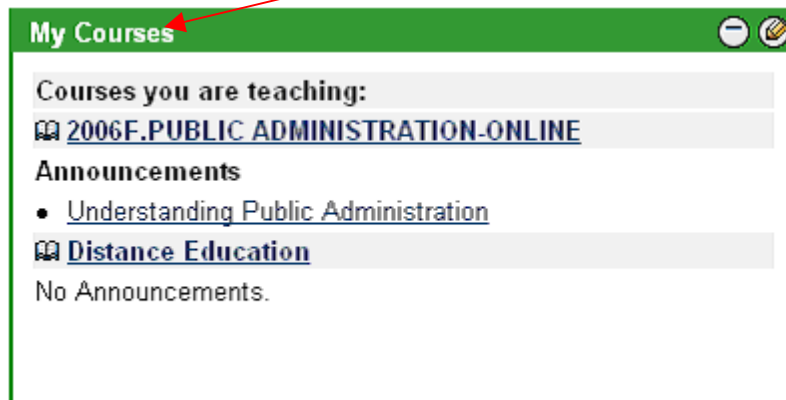 My Courses
Courses you are teaching:
2006F.PUBLIC ADMINISTRATION-ONLINE
Announcements
• Understanding Public Administration
Distance Education
No Announcements.